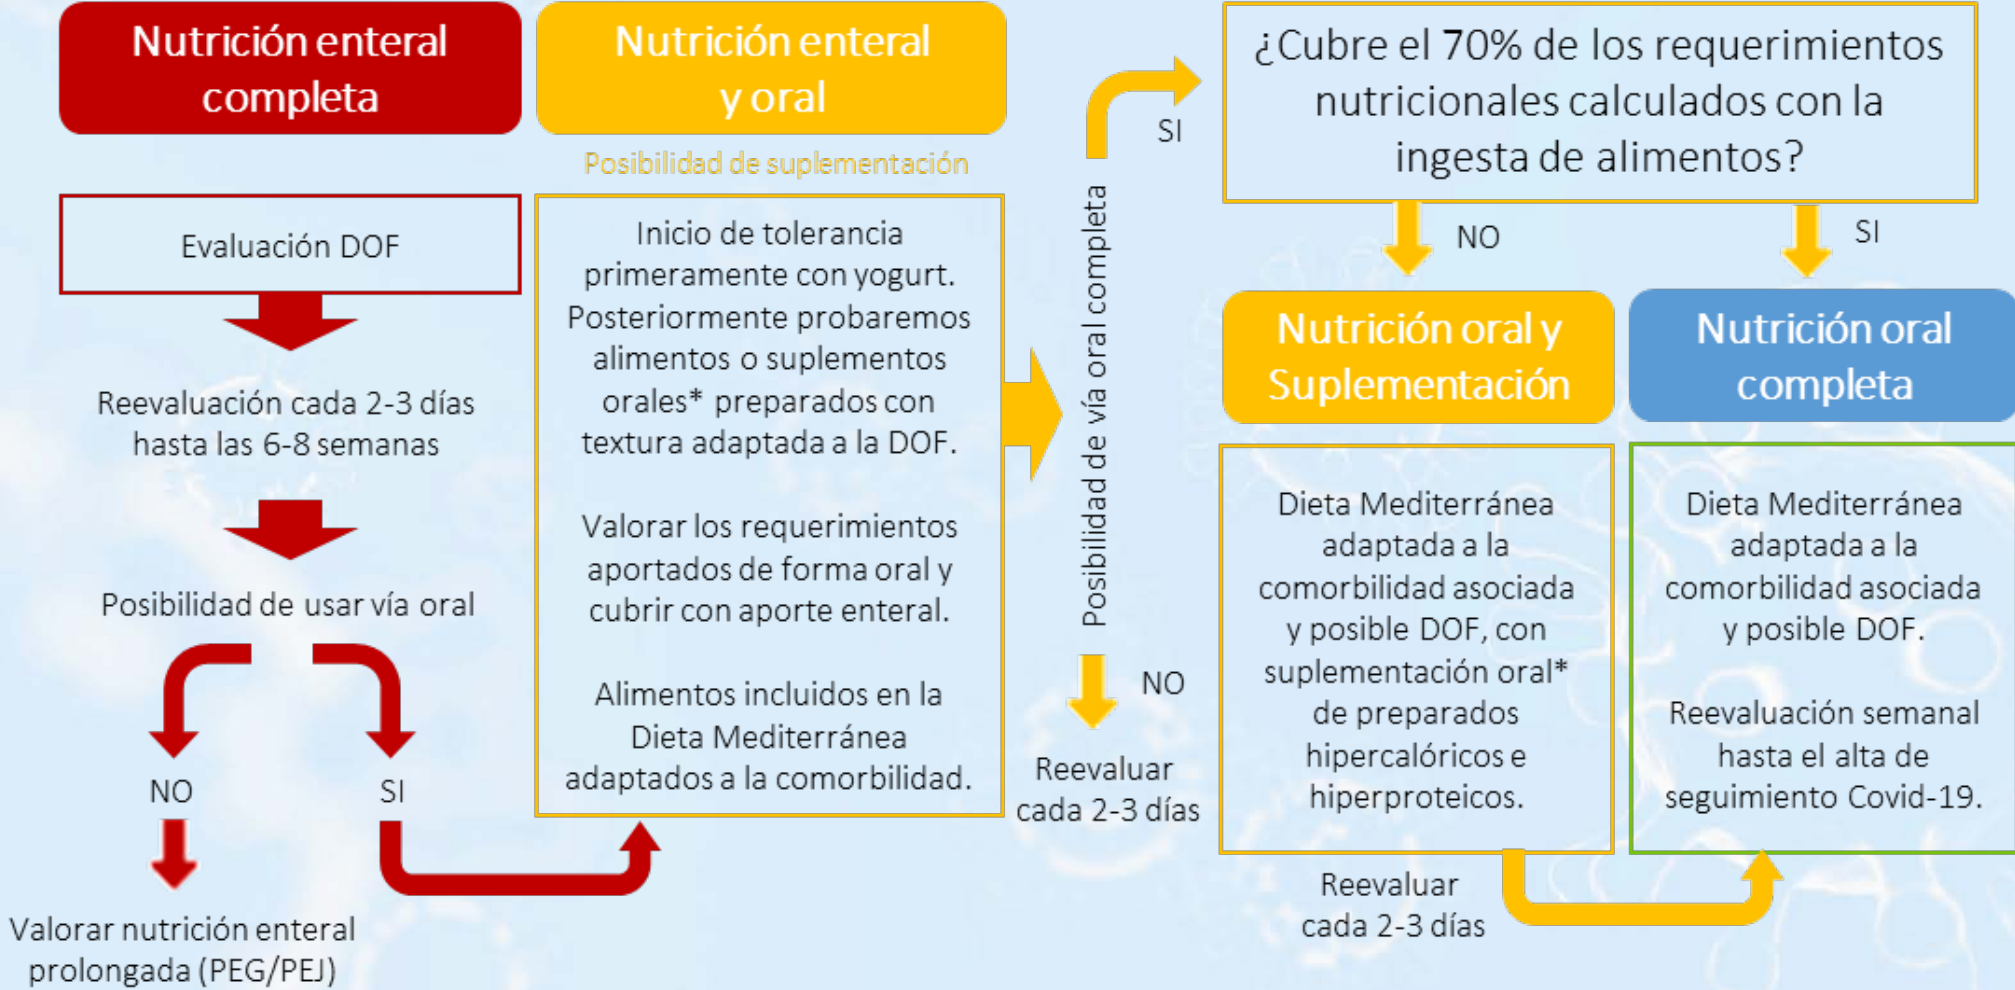 Nutrición enteral
completa
Evaluación DOF
Reevaluación cada 2-3 días
hasta las 6-8 semanas
Posibilidad de usar vía oral
NO
SI
Valorar nutrición enteral
prolongada (PEG/PEJ)
Nutrición enteral
y oral
Posibilidad de suplementación
Inicio de tolerancia
primeramente con yogurt.
Posteriormente probaremos
alimentos o suplementos
orales* preparados con
textura adaptada a la DOF.
Valorar los requerimientos
aportados de forma oral y
cubrir con aporte enteral.
Alimentos incluidos en la
Dieta Mediterránea
adaptados a la comorbilidad.
Posibilidad de vía oral completa
SI
NO
Reevaluar
cada 2-3 días
¿Cubre el 70% de los requerimientos
nutricionales calculados con la
ingesta de alimentos?
NO
SI
Nutrición oral y
Suplementación
Dieta Mediterránea
adaptada a la
comorbilidad asociada
y posible DOF, con
suplementación oral*
de preparados
hipercalóricos e
hiperproteicos.
Reevaluar
cada 2-3 días
Nutrición oral
completa
Dieta Mediterránea
adaptada a la
comorbilidad asociada
y posible DOF.
Reevaluación semanal
hasta el alta de
seguimiento Covid-19.